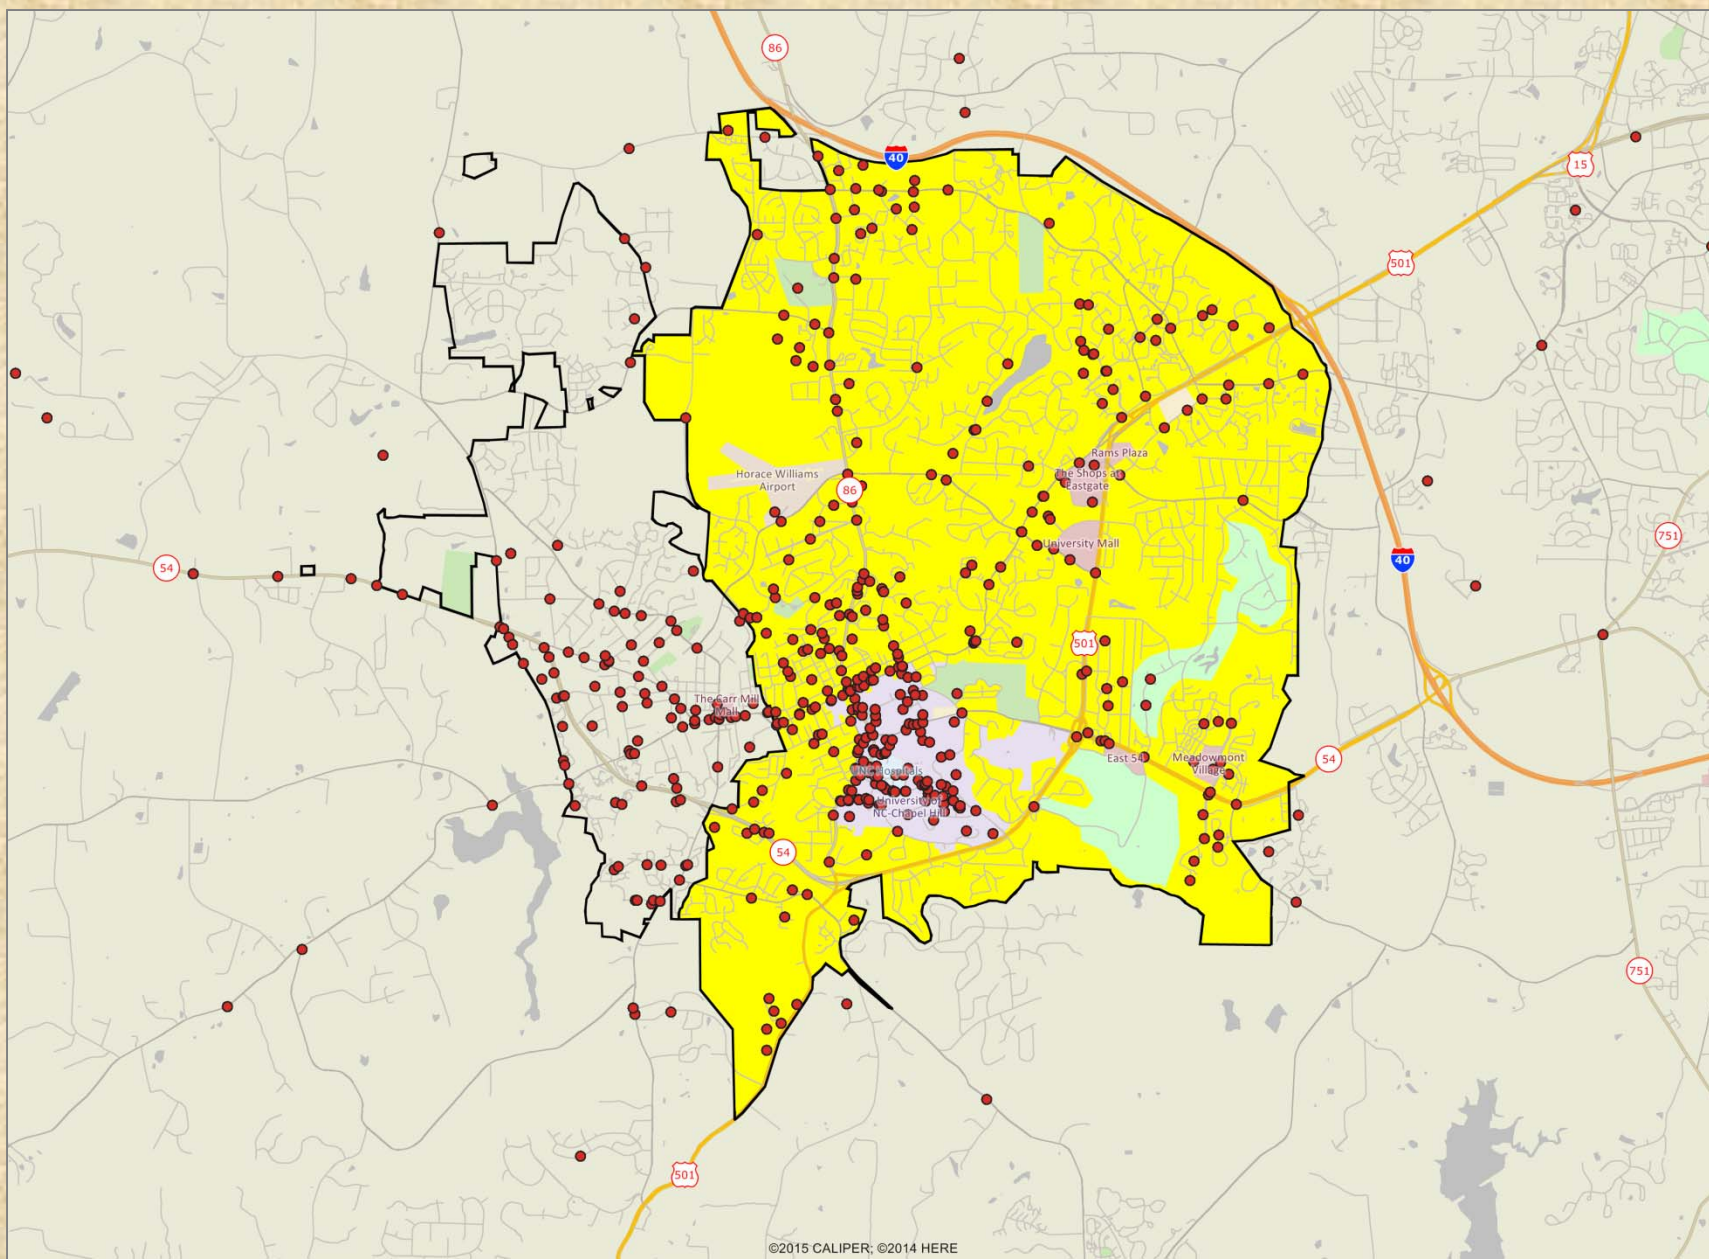 86
40
15
501
Rams Plaza
Horace Williams
Airport
The Shops at
Eastgate
86
751
University Mall
40
54
501
The Carr Mill
Mall
East 54
Meadowmont
Village
54
UNC Hospitals
University of
NC-Chapel Hill
54
751
501
©2015 CALIPER; ©2014 HERE